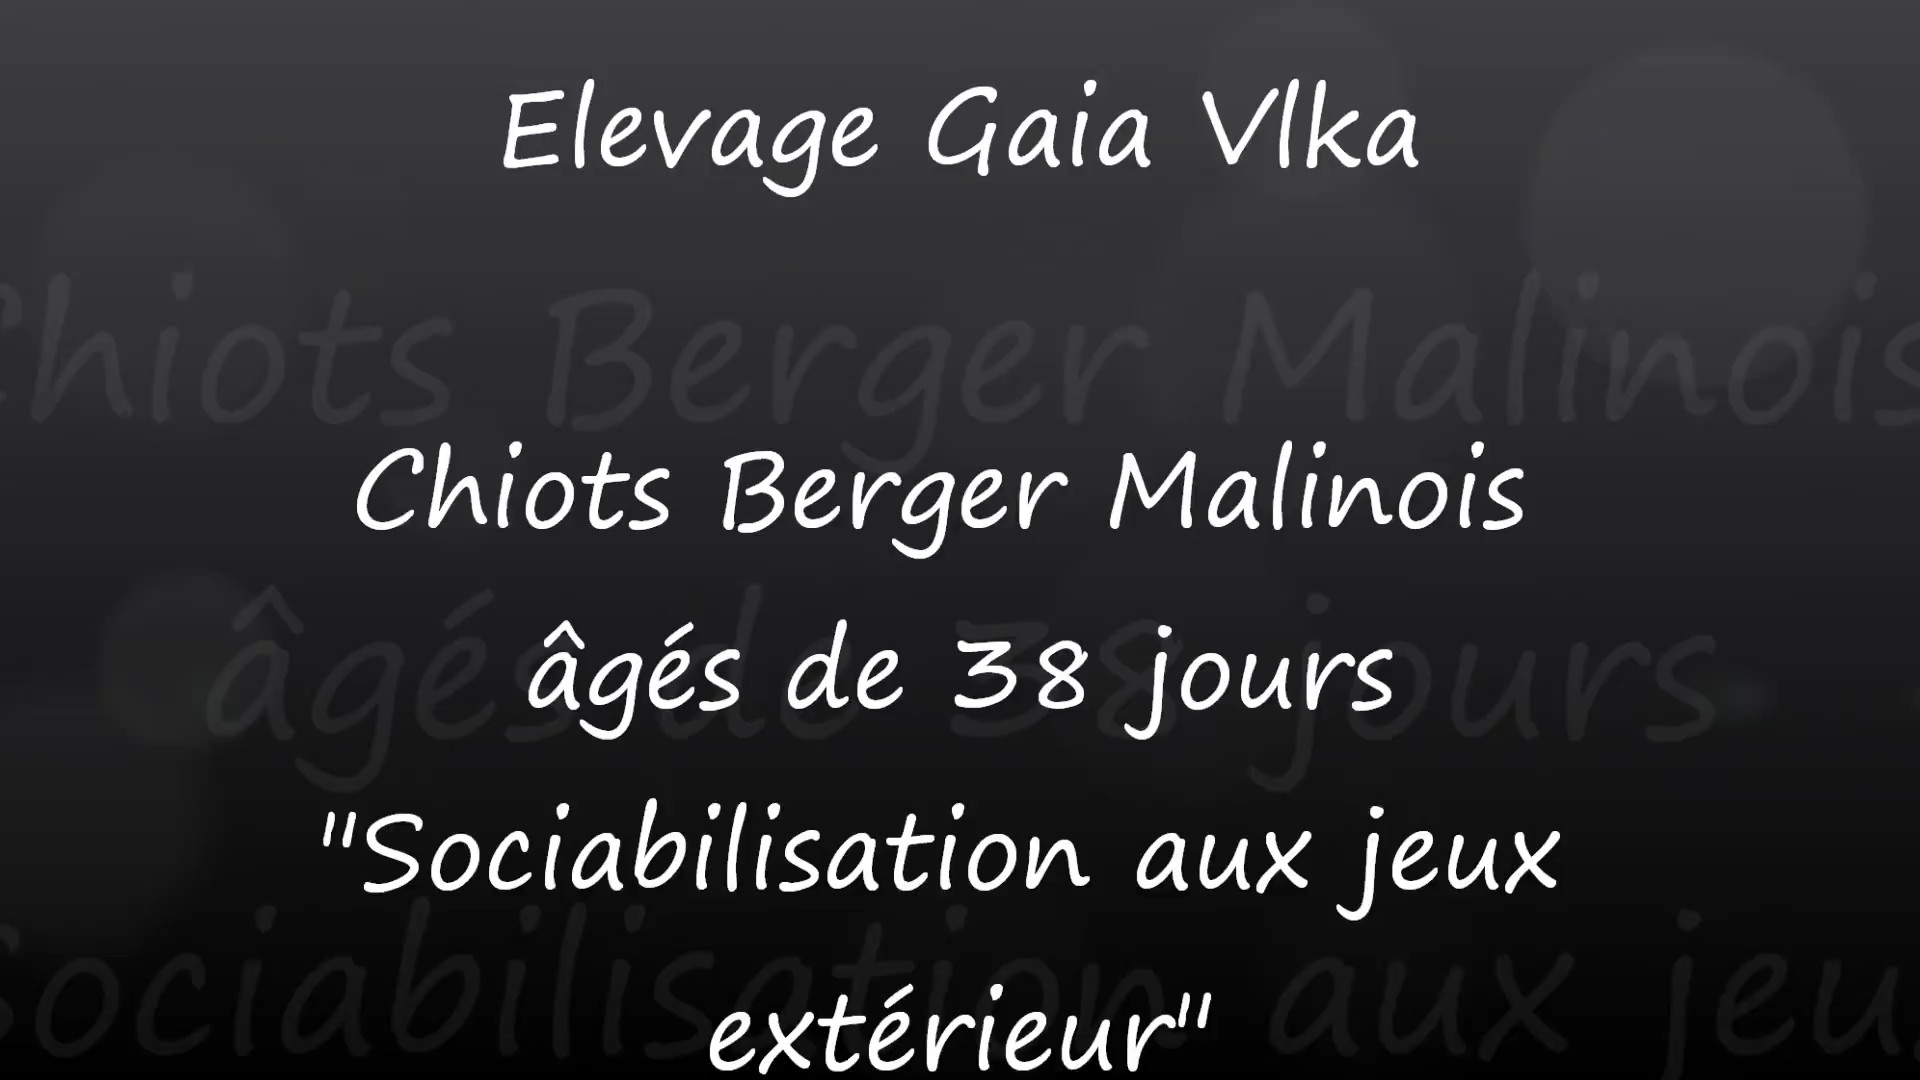 Elevage Gaia Vlka
Chiots Berger Malinois
âgés de 38 jours
"Sociabilisation aux jeux
extérieur"